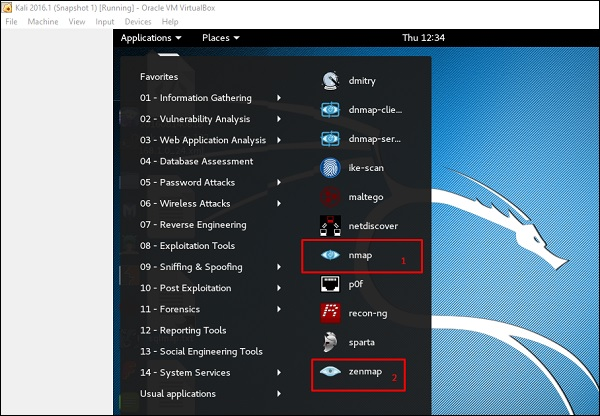 Kali 2016.1 (Snapshot 1) [Running] - Oracle VM VirtualBox
File Machine View Input Devices Help
Applications Places Thu 12:34
Favorites
01 - Information Gathering
02 - Vulnerability Analysis
03 - Web Application Analysis
04 - Database Assessment
05 - Password Attacks
06 - Wireless Attacks
07 - Reverse Engineering
08 - Exploitation Tools
09 - Sniffing & Spoofing
10 - Post Exploitation
11 - Forensics
12 - Reporting Tools
13 - Social Engineering Tools
14 - System Services
Usual applications
dmitry
dnmap-clie...
dnmap-ser...
ike-scan
maltego
netdiscover
nmap 1
p0f
recon-ng
sparta
zenmap 2